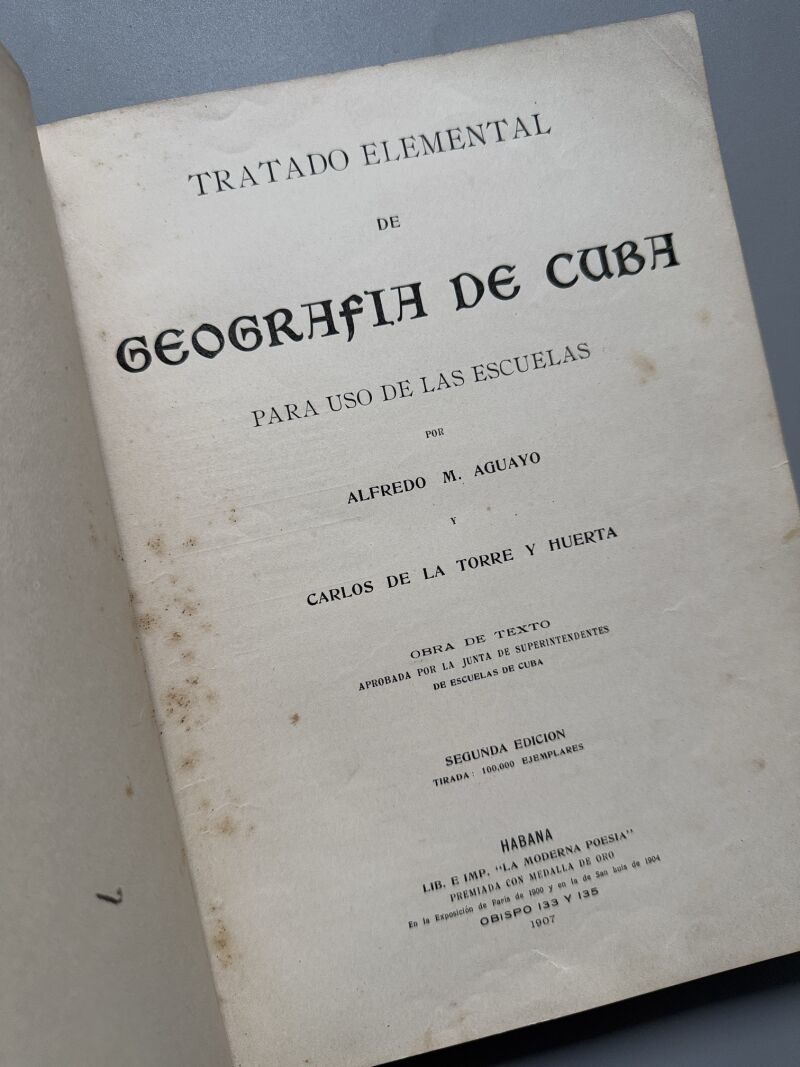 TRATADO ELEMENTAL
DE
GEOGRAFIA DE CUBA
PARA USO DE LAS ESCUELAS
POR
ALFREDO M. AGUAYO
Y
CARLOS DE LA TORRE Y HUERTA
OBRA DE TEXTO
APROBADA POR LA JUNTA DE SUPERINTENDENTES
DE ESCUELAS DE CUBA
SEGUNDA EDICION
TIRADA: 100,000 EJEMPLARES
HABANA
LIB. E IMP. "LA MODERNA POESIA"
PREMIADA CON MEDALLA DE ORO
En la Exposición de Paris de 1900 y en la de San Luis de 1904
OBISPO 133 Y 135
1907